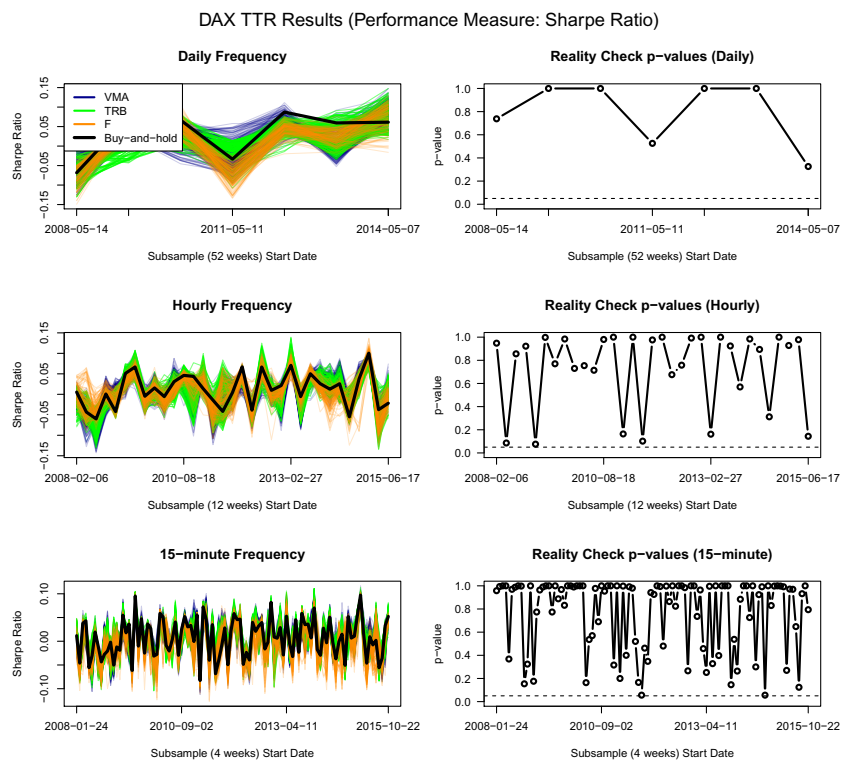 DAX TTR Results (Performance Measure: Sharpe Ratio)
Daily Frequency
Sharpe Ratio
0.15
0.05
−0.05
−0.15
VMA
TRB
F
Buy−and−hold
2008−05−14
2011−05−11
2014−05−07
Subsample (52 weeks) Start Date
Reality Check p−values (Daily)
p−value
1.0
0.8
0.6
0.4
0.2
0.0
2008−05−14
2011−05−11
2014−05−07
Subsample (52 weeks) Start Date
Hourly Frequency
Sharpe Ratio
0.15
0.05
−0.05
−0.15
2008−02−06
2010−08−18
2013−02−27
2015−06−17
Subsample (12 weeks) Start Date
Reality Check p−values (Hourly)
p−value
1.0
0.8
0.6
0.4
0.2
0.0
2008−02−06
2010−08−18
2013−02−27
2015−06−17
Subsample (12 weeks) Start Date
15−minute Frequency
Sharpe Ratio
0.10
0.00
−0.10
2008−01−24
2010−09−02
2013−04−11
2015−10−22
Subsample (4 weeks) Start Date
Reality Check p−values (15−minute)
p−value
1.0
0.8
0.6
0.4
0.2
0.0
2008−01−24
2010−09−02
2013−04−11
2015−10−22
Subsample (4 weeks) Start Date